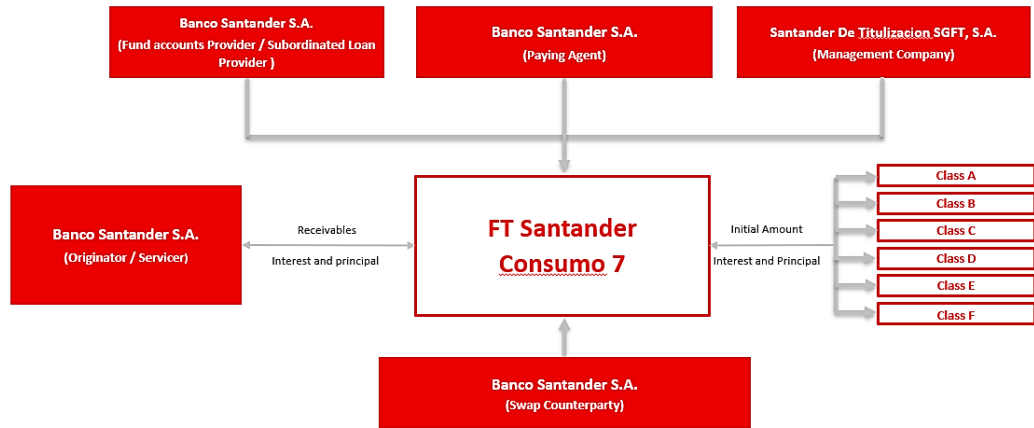 Banco Santander S.A.
(Fund accounts Provider / Subordinated Loan
Provider )
Banco Santander S.A.
(Paying Agent)
Santander De Titulizacion SGFT, S.A.
(Management Company)
Banco Santander S.A.
(Originator / Servicer)
Receivables
Interest and principal
FT Santander
Consumo 7
Initial Amount
Interest and Principal
Class A
Class B
Class C
Class D
Class E
Class F
Banco Santander S.A.
(Swap Counterparty)